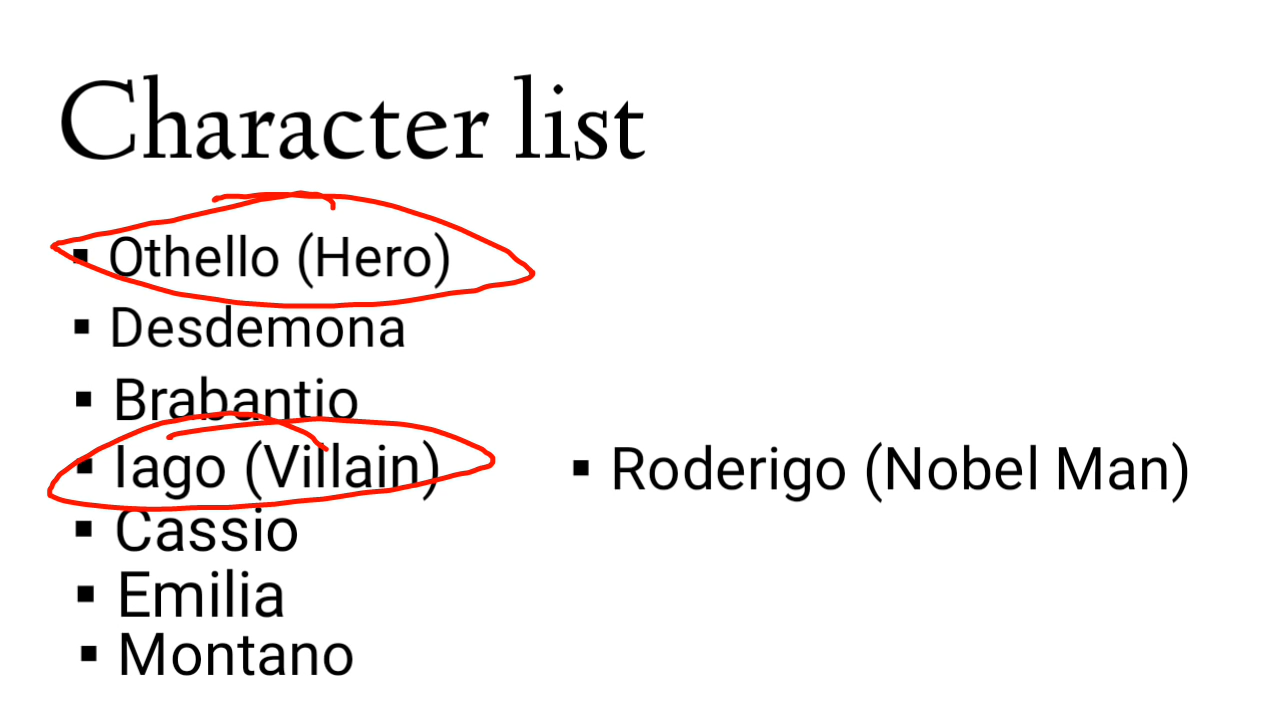 Character list
▪ Othello (Hero)
▪ Desdemona
▪ Brabantio
▪ Iago (Villain)
▪ Roderigo (Nobel Man)
▪ Cassio
▪ Emilia
▪ Montano